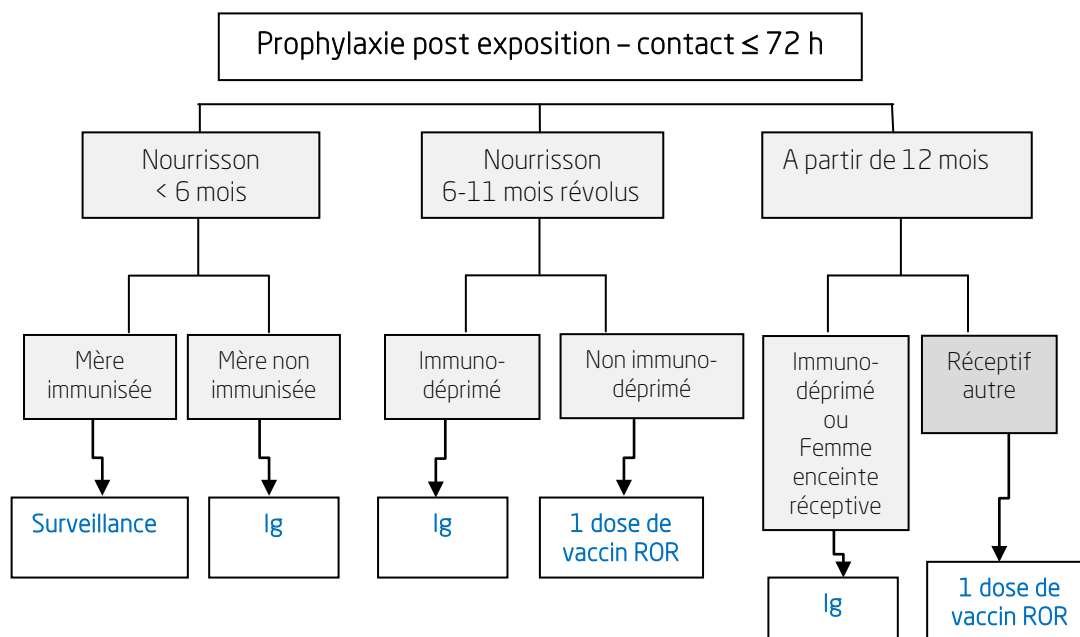 Prophylaxie post exposition – contact ≤ 72 h
Nourrisson
< 6 mois
Nourrisson
6-11 mois révolus
A partir de 12 mois
Mère
immunisée
Mère non
immunisée
Immuno-
déprimé
Non immuno-
déprimé
Immuno-
déprimé
ou
Femme
enceinte
réceptive
Réceptif
autre
Surveillance
Ig
Ig
1 dose de
vaccin ROR
Ig
1 dose de
vaccin ROR